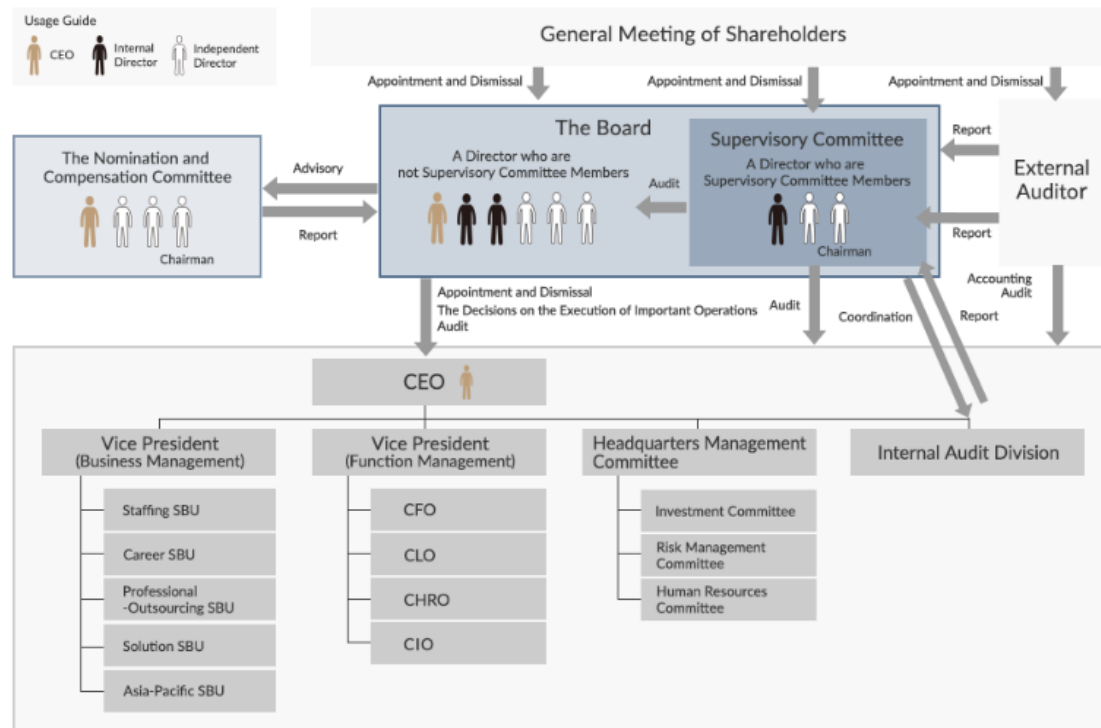 Usage Guide
CEO
Internal
Director
Independent
Director
General Meeting of Shareholders
Appointment and Dismissal
Appointment and Dismissal
Appointment and Dismissal
The Nomination and
Compensation Committee
Chairman
Advisory
Report
The Board
A Director who are
not Supervisory Committee Members
Audit
Supervisory Committee
A Director who are
Supervisory Committee Members
Chairman
Report
Report
External
Auditor
Appointment and Dismissal
The Decisions on the Execution of Important Operations
Audit
Audit
Coordination
Report
Accounting
Audit
CEO
Vice President
(Business Management)
Staffing SBU
Career SBU
Professional
-Outsourcing SBU
Solution SBU
Asia-Pacific SBU
Vice President
(Function Management)
CFO
CLO
CHRO
CIO
Headquarters Management
Committee
Investment Committee
Risk Management
Committee
Human Resources
Committee
Internal Audit Division